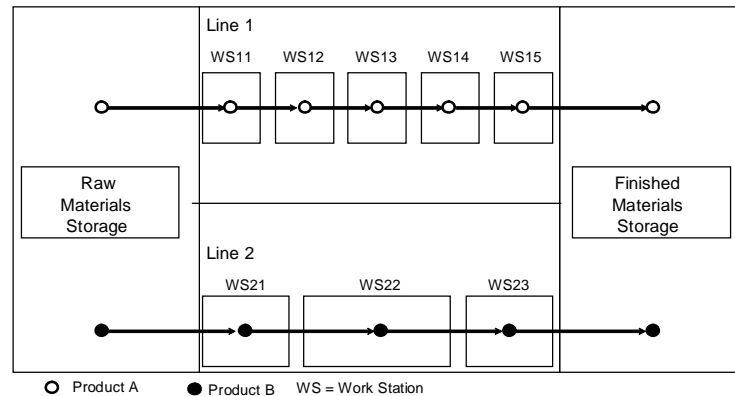 Line 1
WS11 WS12 WS13 WS14 WS15
Raw
Materials
Storage
Finished
Materials
Storage
Line 2
WS21 WS22 WS23
Product A Product B WS = Work Station